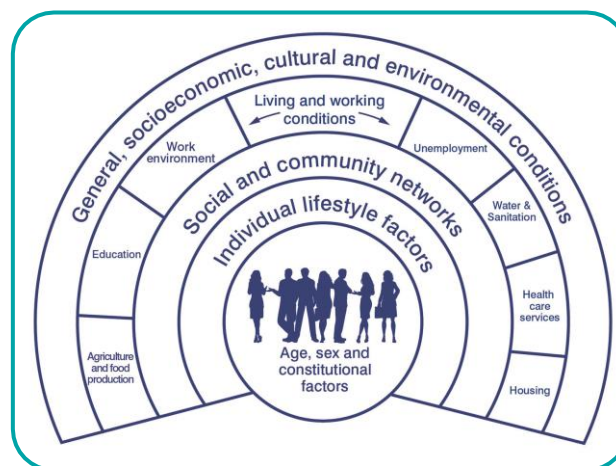 General, socioeconomic, cultural and environmental conditions
Living and working
conditions
Work
environment
Unemployment
Education
Water &
Sanitation
Agriculture
and food
production
Health
care
services
Housing
Social and community networks
Individual lifestyle factors
Age, sex and
constitutional
factors